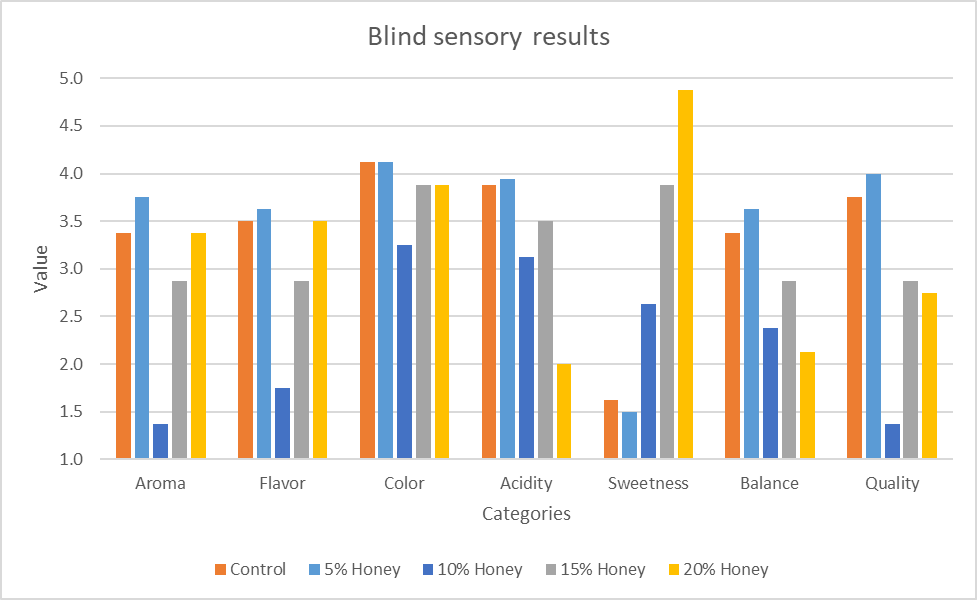 Blind sensory results
5.0
4.5
4.0
3.5
3.0
2.5
2.0
1.5
1.0
Value
Aroma Flavor Color Acidity Sweetness Balance Quality
Categories
Control 5% Honey 10% Honey 15% Honey 20% Honey